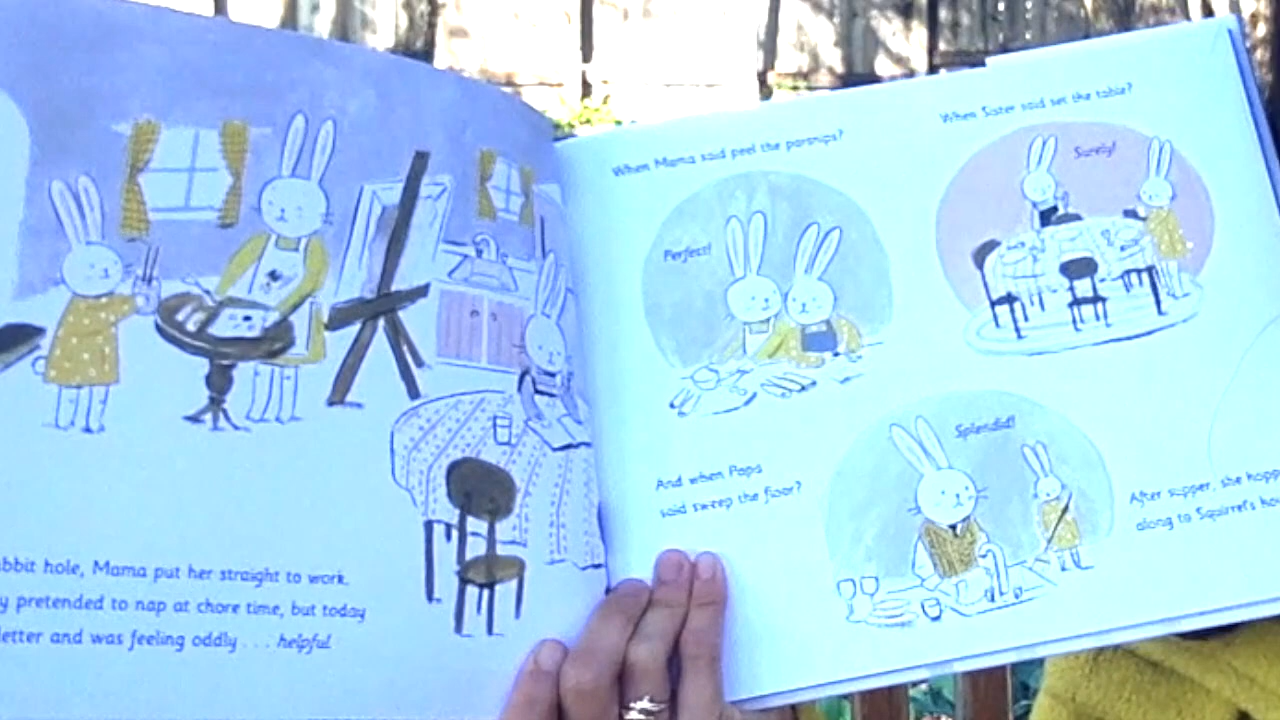 bbit hole, Mama put her straight to work.
y pretended to nap at chore time, but today
letter and was feeling oddly . . . helpful.
When Mama said peel the parsnips?
Perfect!
When Sister said set the table?
Surely!
And when Pops
said sweep the floor?
Splendid!
After supper, she hopp
along to Squirrel's ho